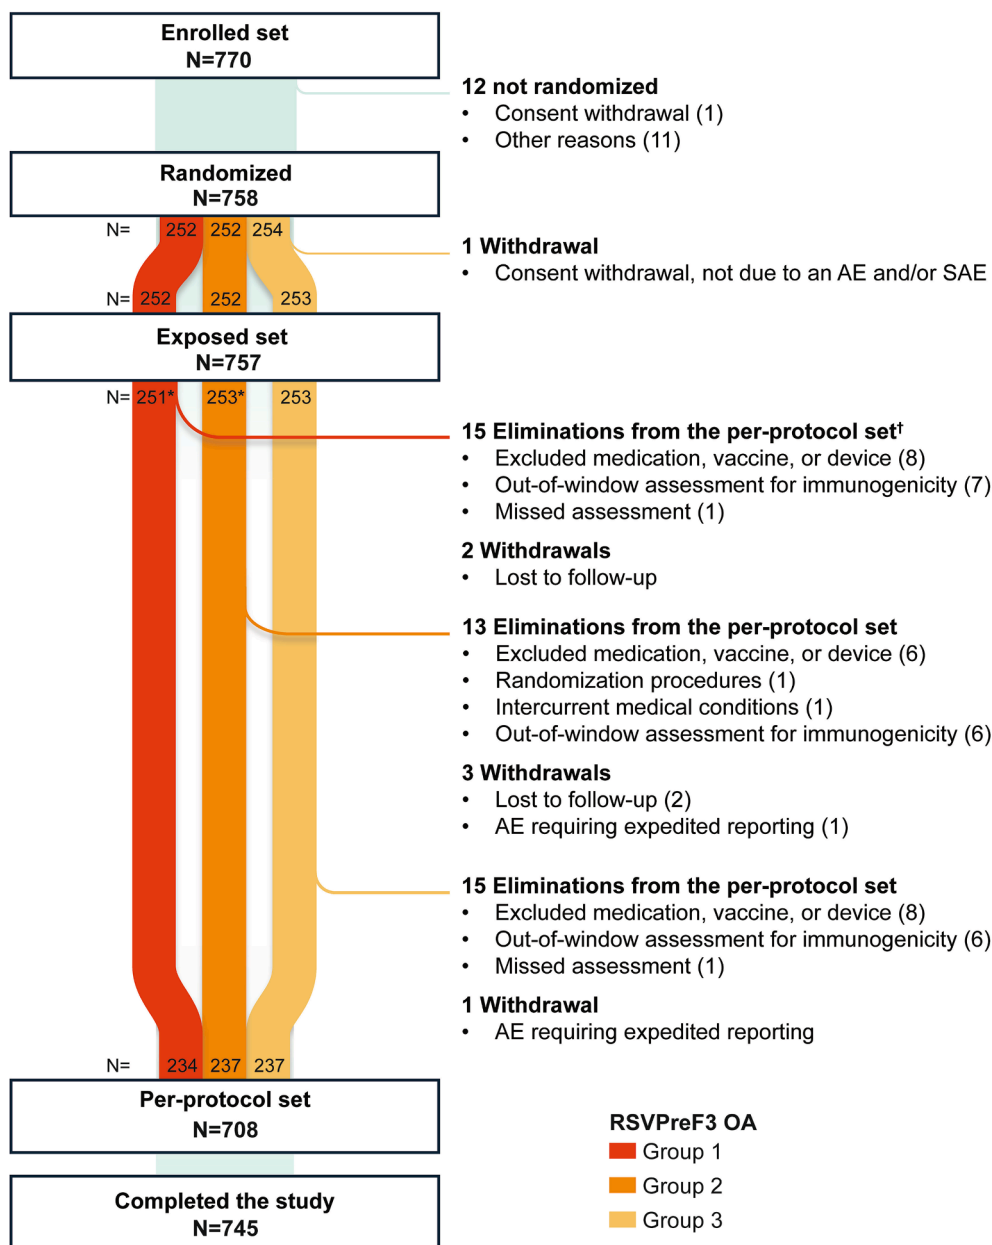 Enrolled set
N=770
12 not randomized
• Consent withdrawal (1)
• Other reasons (11)
Randomized
N=758
N= 252 252 254
1 Withdrawal
• Consent withdrawal, not due to an AE and/or SAE
N= 252 252 253
Exposed set
N=757
N= 251* 253* 253
15 Eliminations from the per-protocol set†
• Excluded medication, vaccine, or device (8)
• Out-of-window assessment for immunogenicity (7)
• Missed assessment (1)
2 Withdrawals
• Lost to follow-up
13 Eliminations from the per-protocol set
• Excluded medication, vaccine, or device (6)
• Randomization procedures (1)
• Intercurrent medical conditions (1)
• Out-of-window assessment for immunogenicity (6)
3 Withdrawals
• Lost to follow-up (2)
• AE requiring expedited reporting (1)
15 Eliminations from the per-protocol set
• Excluded medication, vaccine, or device (8)
• Out-of-window assessment for immunogenicity (6)
• Missed assessment (1)
1 Withdrawal
• AE requiring expedited reporting
N= 234 237 237
Per-protocol set
N=708
Completed the study
N=745
RSVPreF3 OA
Group 1
Group 2
Group 3